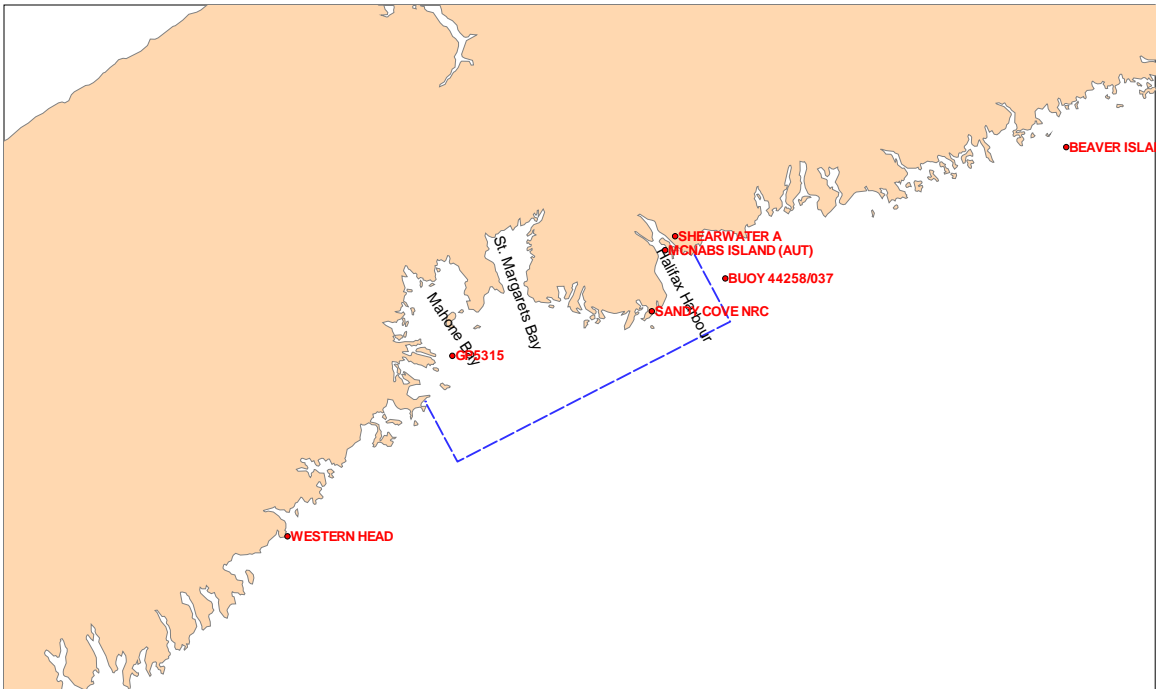 BEAVER ISLA
SHEARWATER A
MCNABS ISLAND (AUT)
St. Margarets Bay
Halifax Harbour
BUOY 44258/037
Mahone Bay
SANDY COVE NRC
GP5315
WESTERN HEAD